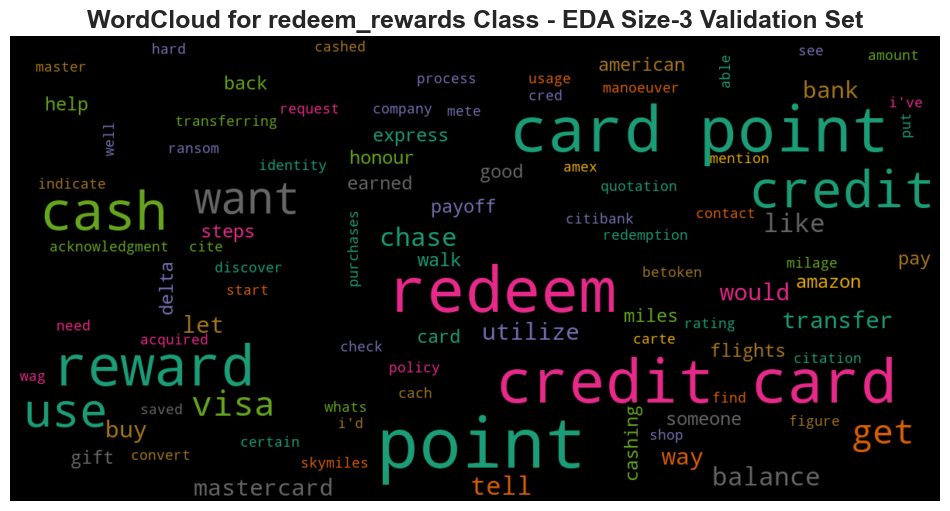 WordCloud for redeem_rewards Class - EDA Size-3 Validation Set
hard
cashed
see
amount
master
back
process
usage
american
able
help
cred
manoeuver
bank
request
company
mete
card point
i've
transferring
put
well
express
ransom
honour
amex
mention
identity
good
indicate
want
earned
quotation
credit
cash
payoff
citibank
contact
like
steps
purchases
chase
redemption
acknowledgment
cite
walk
discover
betoken
milage
pay
delta
start
redeem
would
amazon
need
let
card
utilize
miles
rating
transfer
acquired
check
carte
flights
citation
reward
policy
wag
credit card
use
visa
saved
whats
cach
find
i'd
someone
figure
get
buy
certain
point
cashing
shop
way
gift
convert
skymiles
balance
mastercard
tell